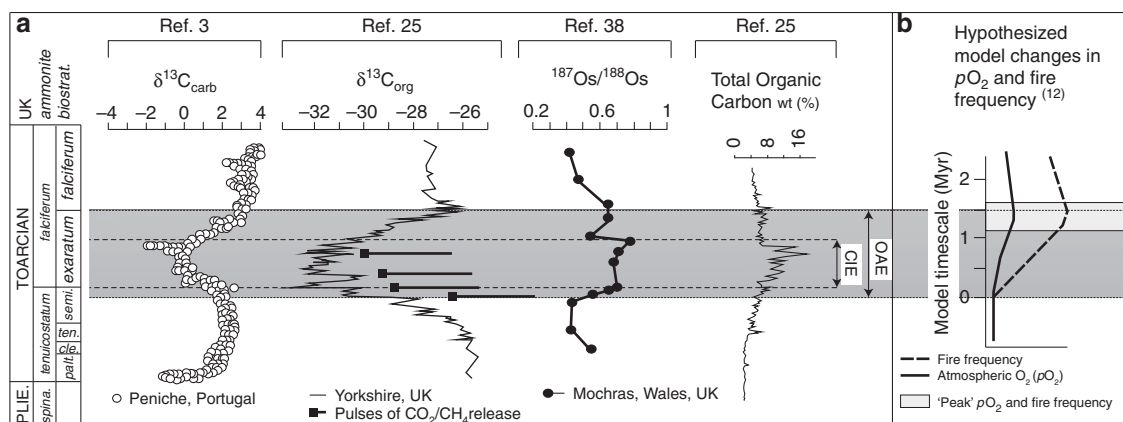 a
Ref. 3
Ref. 25
Ref. 38
Ref. 25
b
UK
ammonite
biostrat.
δ13Ccarb
−4 −2 0 2 4
δ13Corg
−32 −30 −28 −26
187Os/188Os
0.2 0.6 1
Total Organic
Carbon wt (%)
0 8 16
Hypothesized
model changes in
pO2 and fire
frequency (12)
TOARCIAN
PLIE.
falciferum
tenuicostatum
spina.
falciferum
exaratum
semi.
ten.
cle.
palt.
CIE
OAE
Model timescale (Myr)
2
1
0
Peniche, Portugal
Yorkshire, UK
Pulses of CO2/CH4release
Mochras, Wales, UK
Fire frequency
Atmospheric O2 (pO2)
'Peak' pO2 and fire frequency